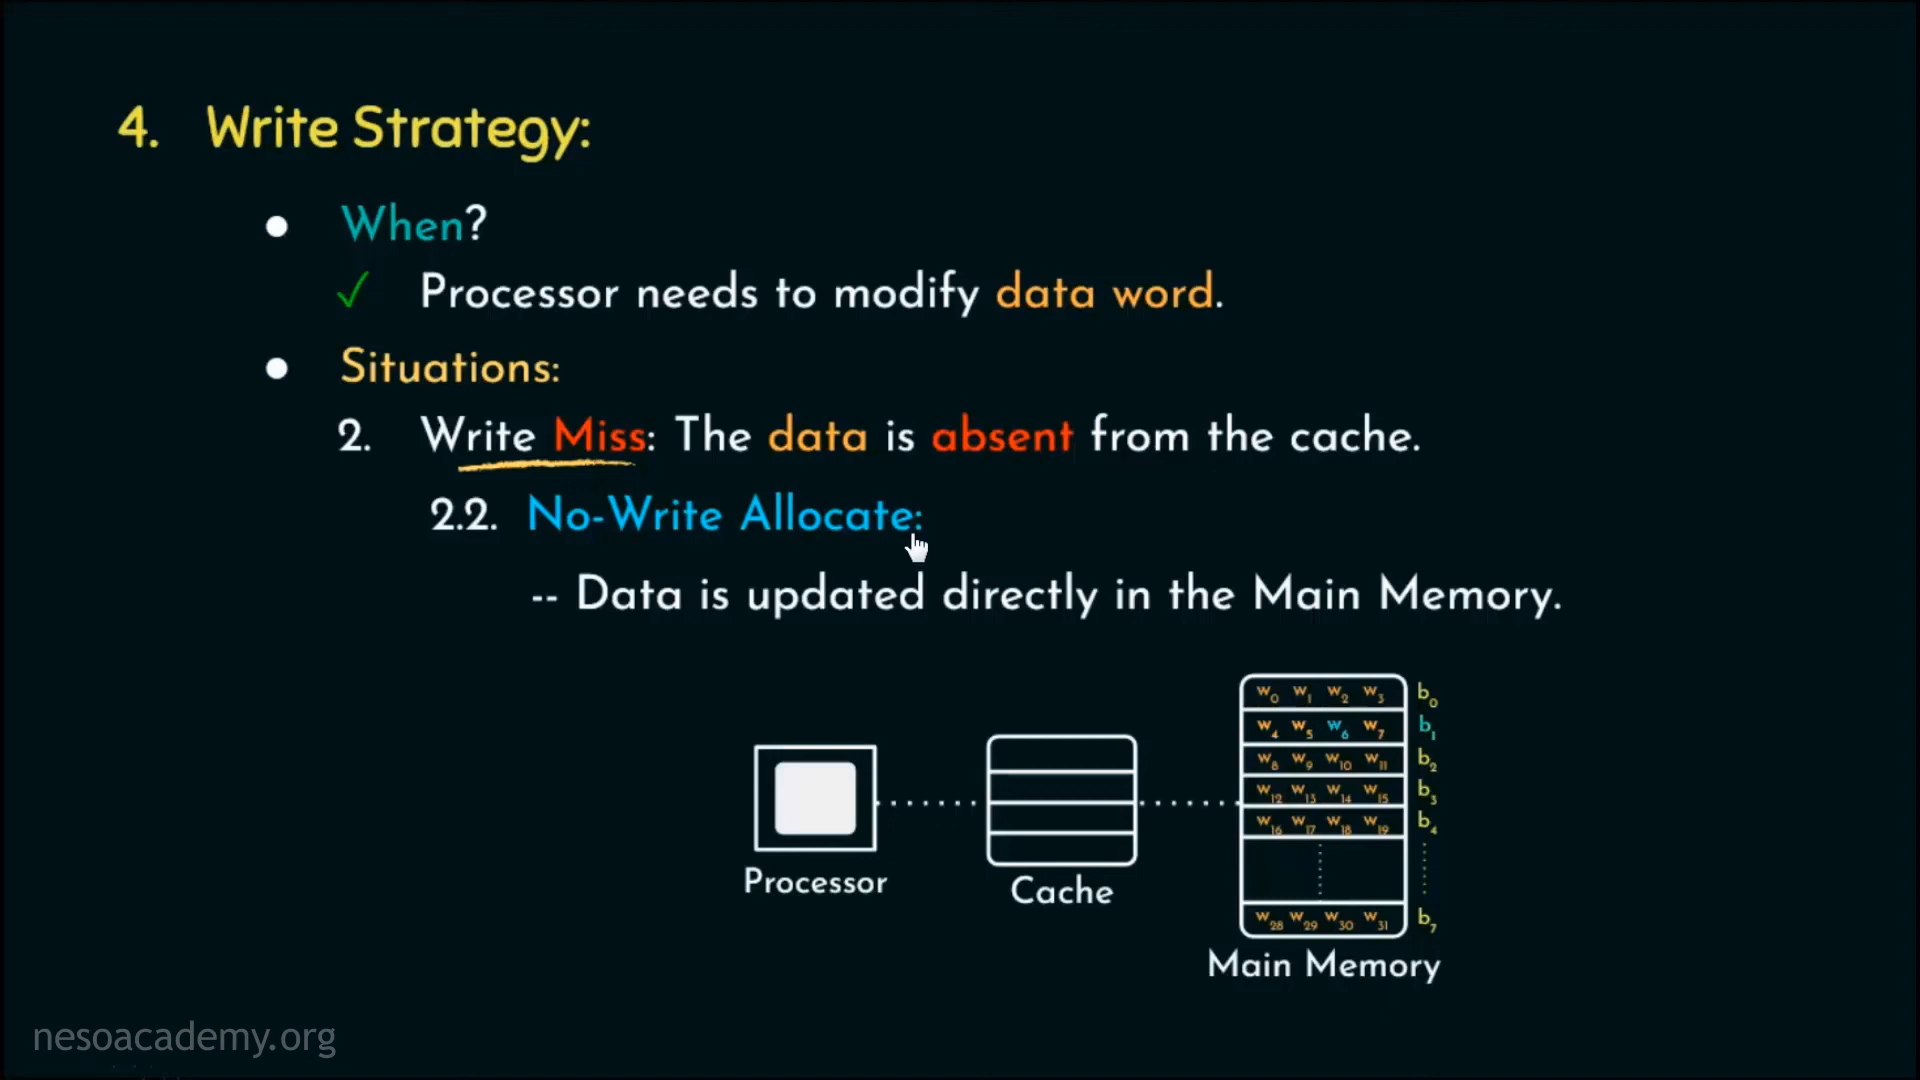 4. Write Strategy:
● When?
✓ Processor needs to modify data word.
● Situations:
2. Write Miss: The data is absent from the cache.
2.2. No-Write Allocate:
-- Data is updated directly in the Main Memory.
w₀ w₁ w₂ w₃ b₀
w₄ w₅ w₆ w₇ b₁
w₈ w₉ w₁₀ w₁₁ b₂
w₁₂ w₁₃ w₁₄ w₁₅ b₃
w₁₆ w₁₇ w₁₈ w₁₉ b₄
w₂₈ w₂₉ w₃₀ w₃₁ b₇
Processor
Cache
Main Memory
nesoacademy.org